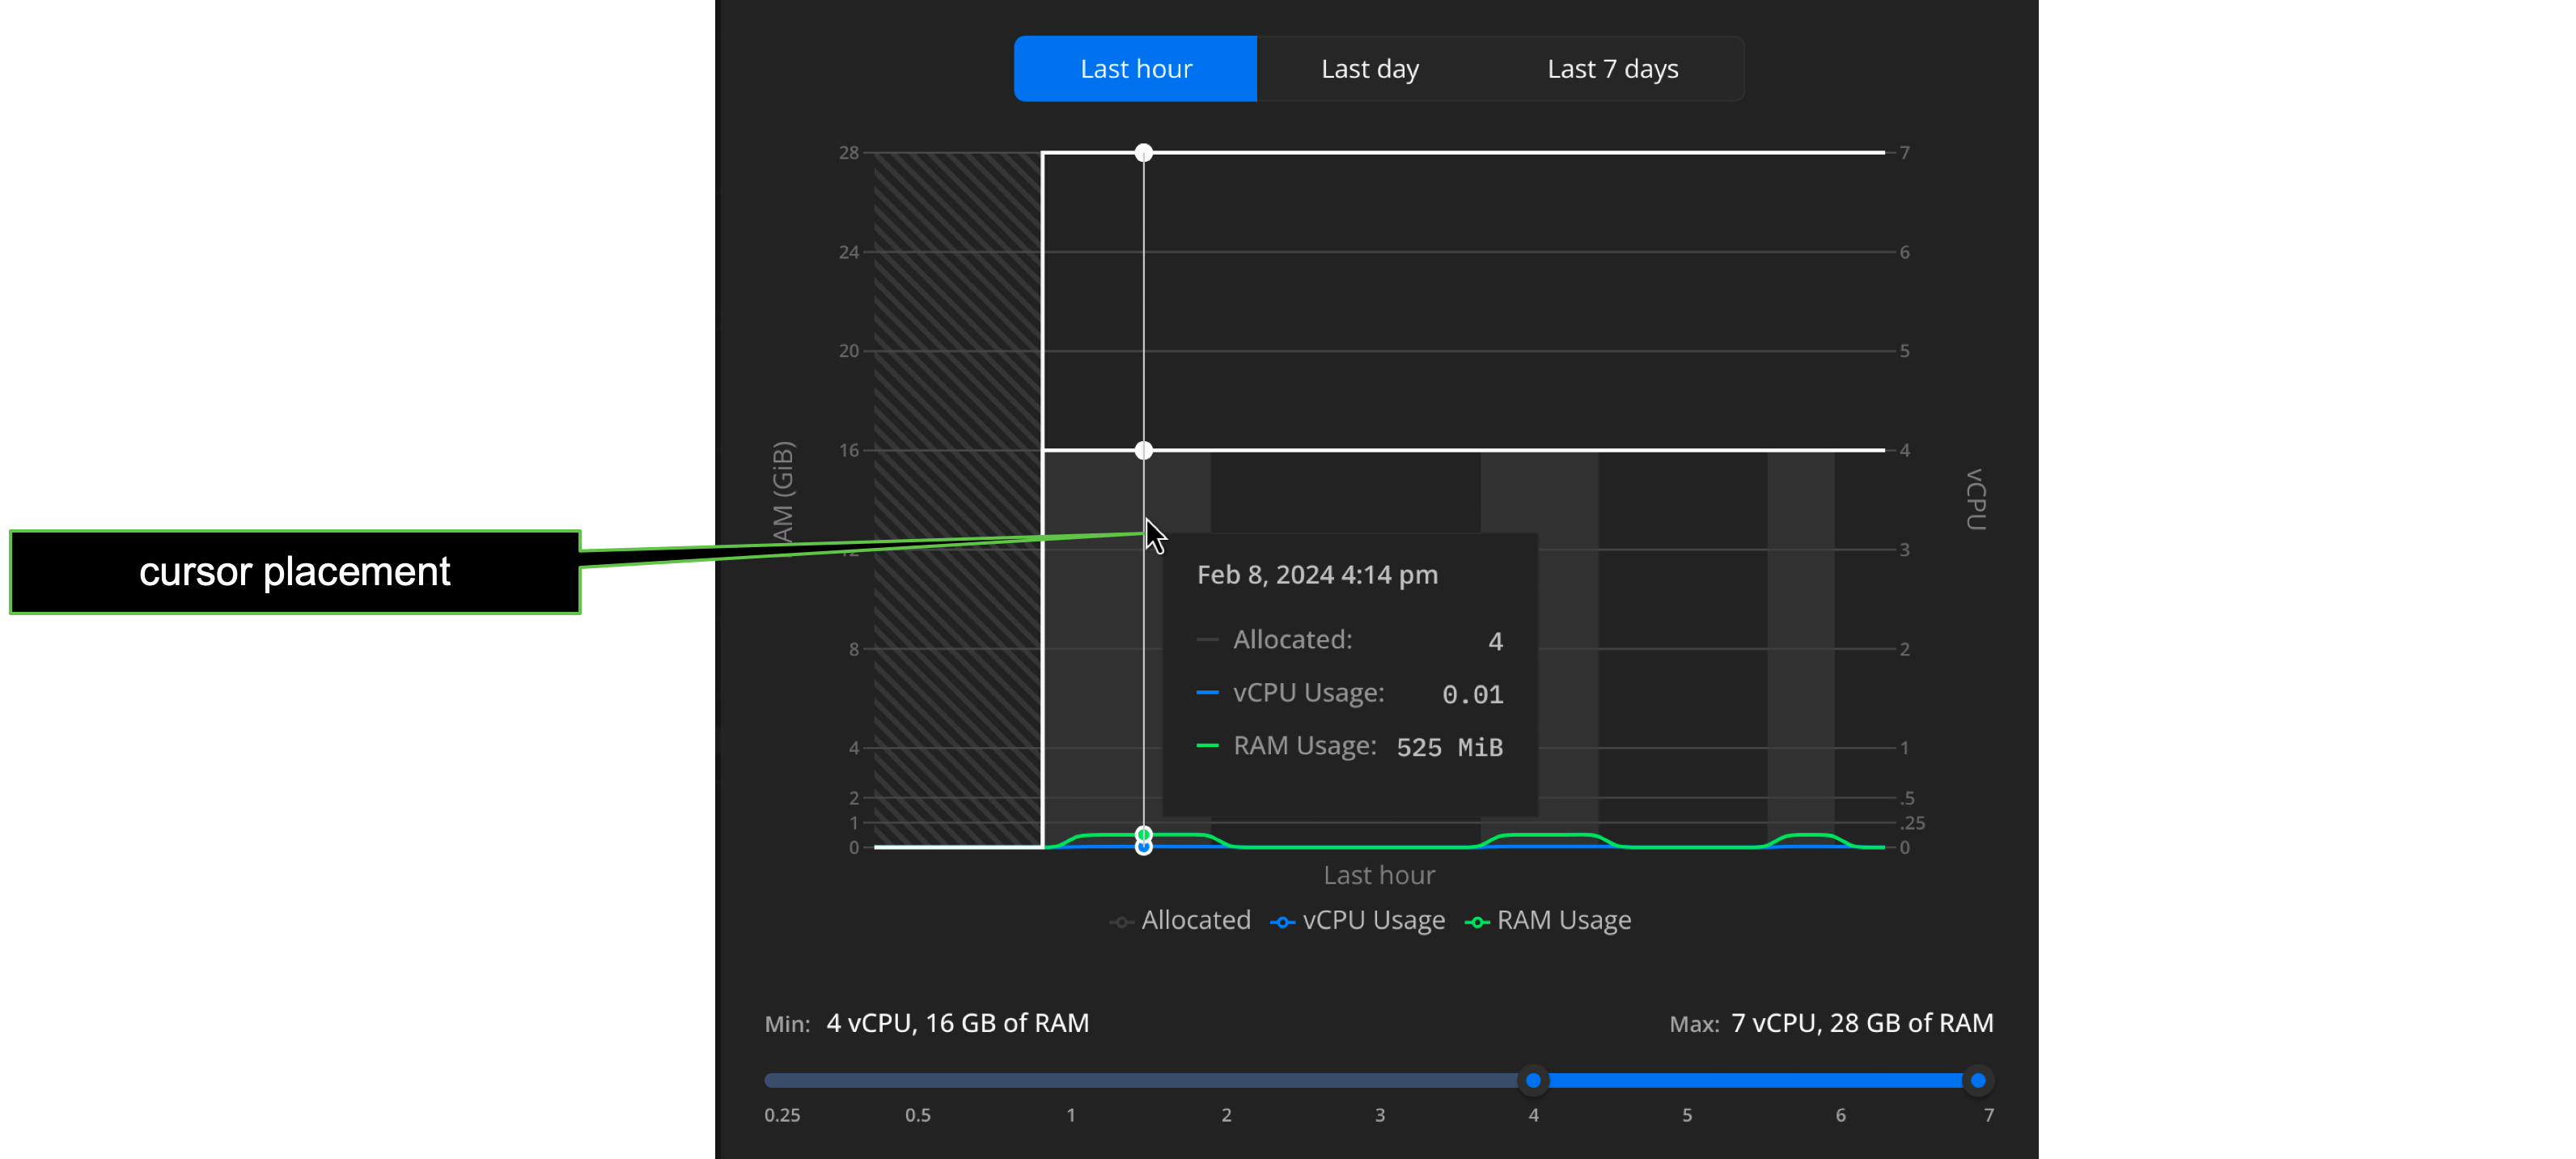 Last hour Last day Last 7 days
28 7
24 6
20 5
16 4
AM (GiB) vCPU
cursor placement
3
Feb 8, 2024 4:14 pm
Allocated: 4
8 2
vCPU Usage: 0.01
RAM Usage: 525 MiB
4 1
2 .5
1 .25
0 0
Last hour
Allocated vCPU Usage RAM Usage
Min: 4 vCPU, 16 GB of RAM Max: 7 vCPU, 28 GB of RAM
0.25 0.5 1 2 3 4 5 6 7